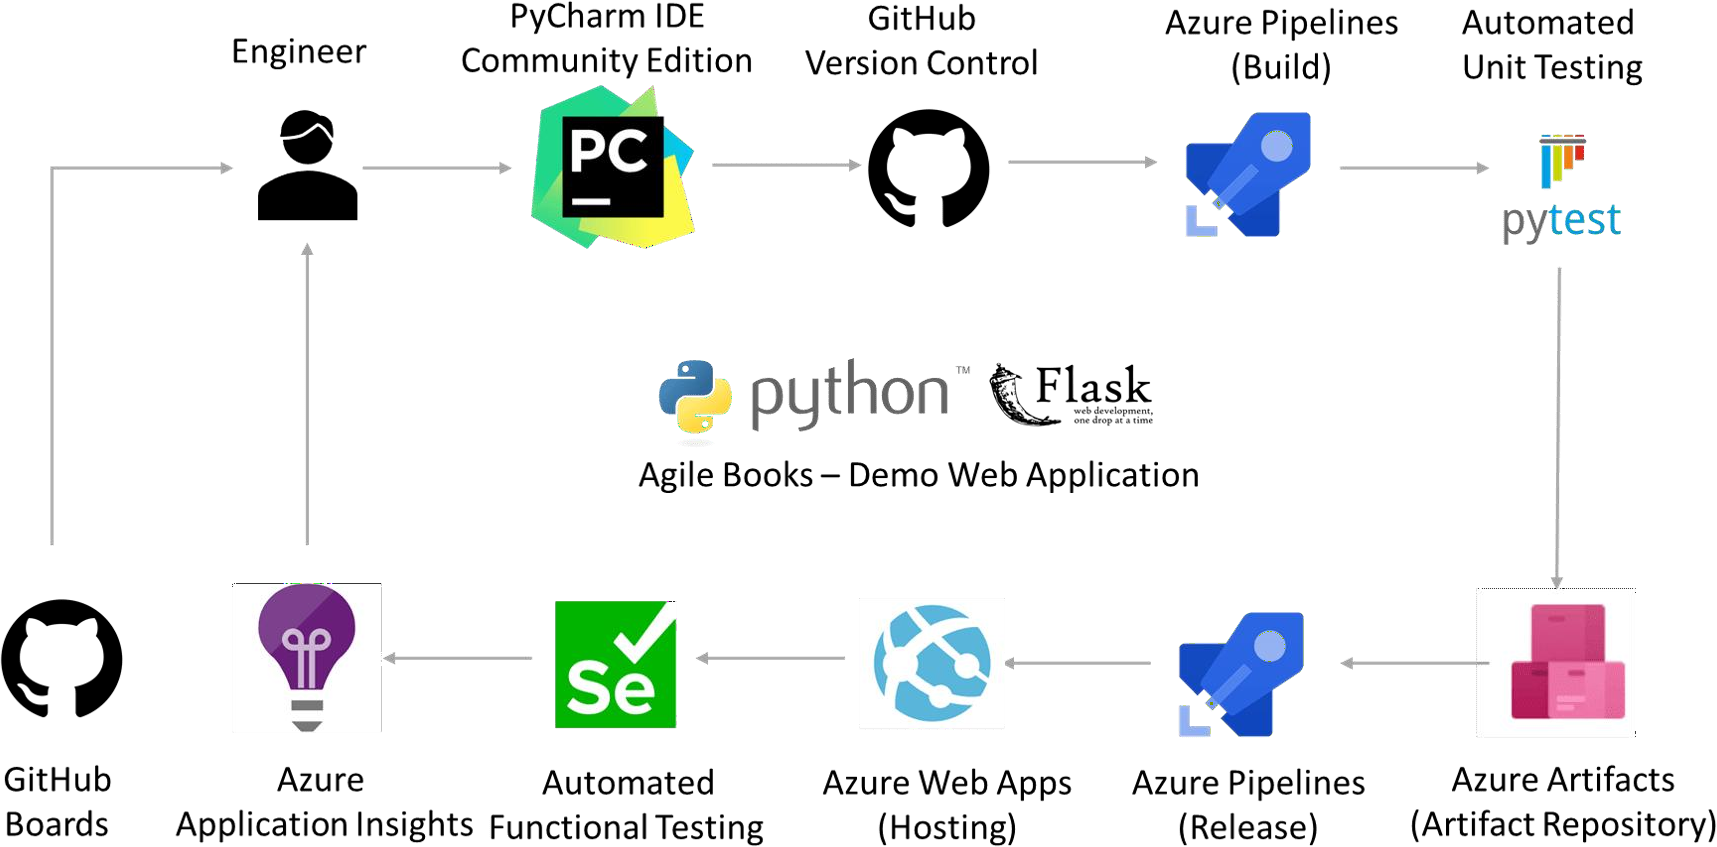 Engineer
PyCharm IDE
Community Edition
GitHub
Version Control
Azure Pipelines
(Build)
Automated
Unit Testing
PC
pytest
python™
Flask
web development,
one drop at a time
Agile Books – Demo Web Application
Se
GitHub
Boards
Azure
Application Insights
Automated
Functional Testing
Azure Web Apps
(Hosting)
Azure Pipelines
(Release)
Azure Artifacts
(Artifact Repository)